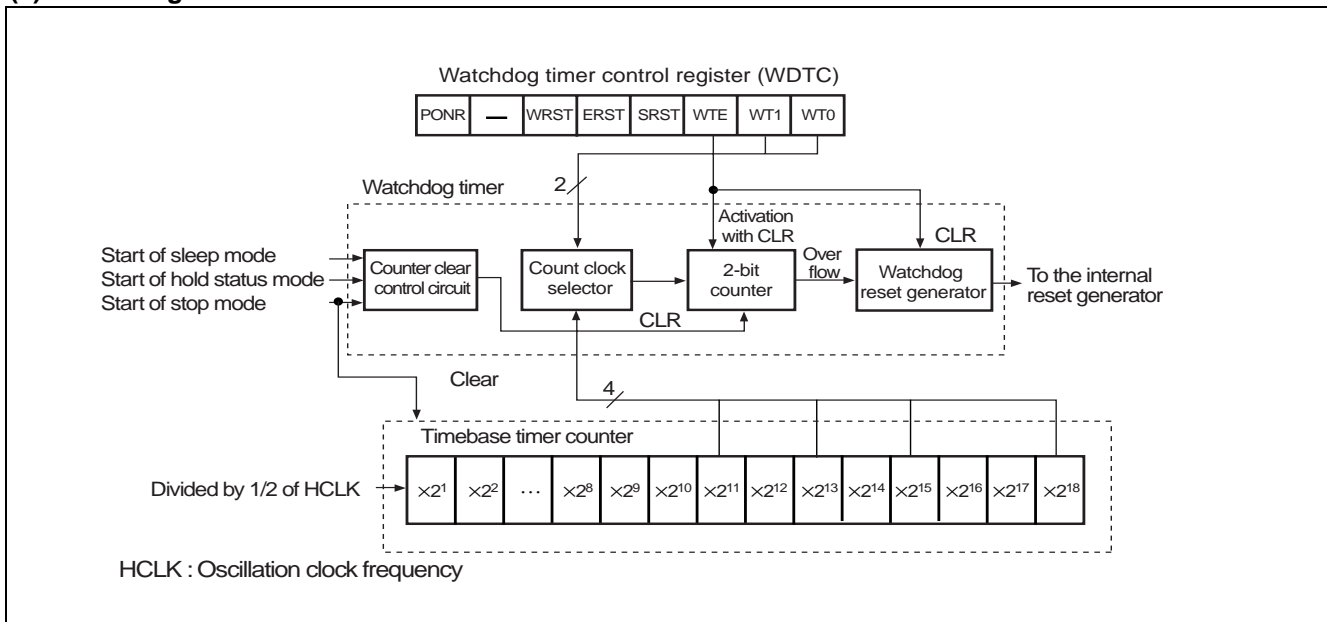 Watchdog timer control register (WDTC)
PONR — WRST ERST SRST WTE WT1 WT0
Watchdog timer
2
Activation
with CLR
CLR
Start of sleep mode
Start of hold status mode
Start of stop mode
Counter clear
control circuit
Count clock
selector
2-bit
counter
Over
flow
Watchdog
reset generator
To the internal
reset generator
CLR
Clear
4
Timebase timer counter
Divided by 1/2 of HCLK
×2¹ ×2² ... ×2⁸ ×2⁹ ×2¹⁰ ×2¹¹ ×2¹² ×2¹³ ×2¹⁴ ×2¹⁵ ×2¹⁶ ×2¹⁷ ×2¹⁸
HCLK : Oscillation clock frequency